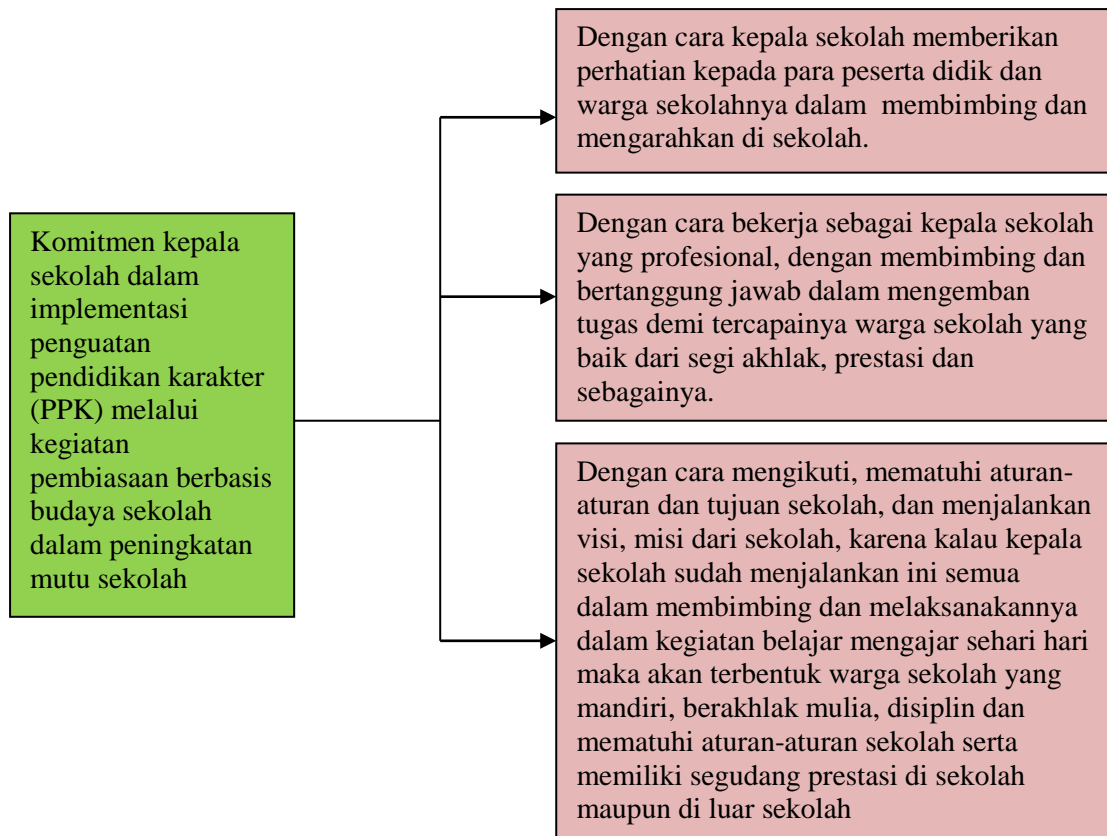 Komitmen kepala
sekolah dalam
implementasi
penguatan
pendidikan karakter
(PPK) melalui
kegiatan
pembiasaan berbasis
budaya sekolah
dalam peningkatan
mutu sekolah
Dengan cara kepala sekolah memberikan
perhatian kepada para peserta didik dan
warga sekolahnya dalam  membimbing dan
mengarahkan di sekolah.
Dengan cara bekerja sebagai kepala sekolah
yang profesional, dengan membimbing dan
bertanggung jawab dalam mengemban
tugas demi tercapainya warga sekolah yang
baik dari segi akhlak, prestasi dan
sebagainya.
Dengan cara mengikuti, mematuhi aturan-
aturan dan tujuan sekolah, dan menjalankan
visi, misi dari sekolah, karena kalau kepala
sekolah sudah menjalankan ini semua
dalam membimbing dan melaksanakannya
dalam kegiatan belajar mengajar sehari hari
maka akan terbentuk warga sekolah yang
mandiri, berakhlak mulia, disiplin dan
mematuhi aturan-aturan sekolah serta
memiliki segudang prestasi di sekolah
maupun di luar sekolah